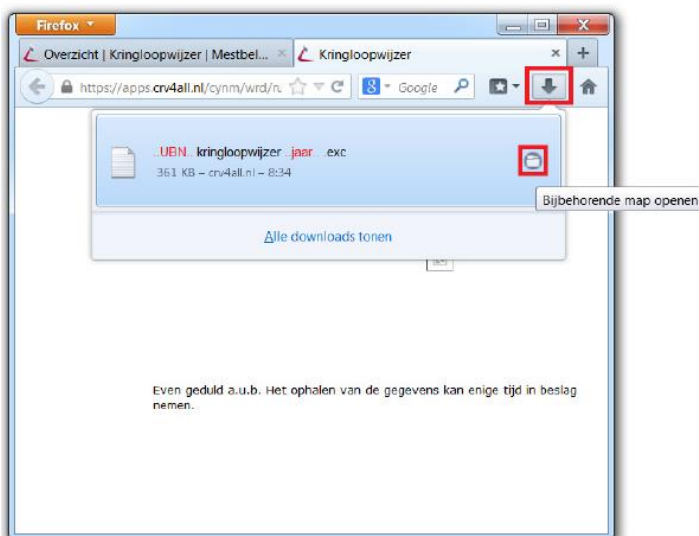 Firefox
Overzicht | Kringloopwijzer | Mestbel... Kringloopwijzer
https://apps.crv4all.nl/cynm/wrd/ru Google
..UBN.. kringloopwijzer ..jaar.. .exc
361 KB – crv4all.nl – 8:34
Bijbehorende map openen
Alle downloads tonen
Even geduld a.u.b. Het ophalen van de gegevens kan enige tijd in beslag
nemen.